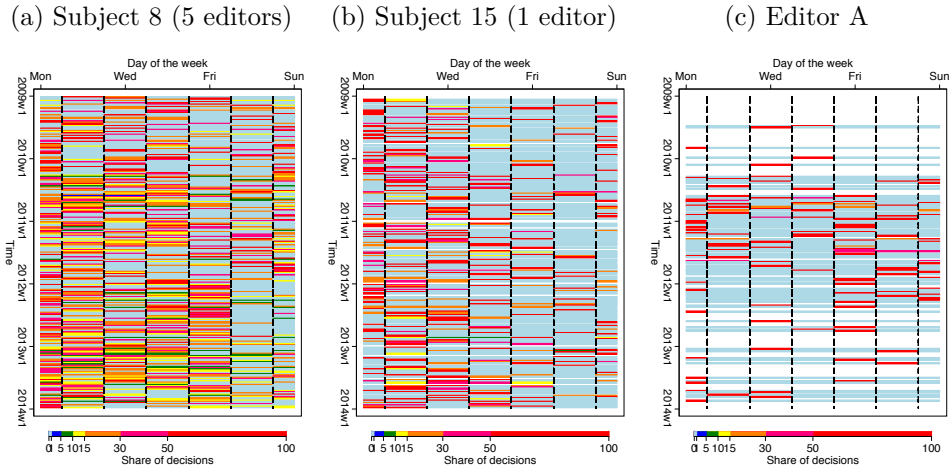 (a) Subject 8 (5 editors)
Day of the week
Mon Wed Fri Sun
2009w1
2010w1
2011w1
Time
2012w1
2013w1
2014w1
0 1 5 10 15 30 50 100
Share of decisions
(b) Subject 15 (1 editor)
Day of the week
Mon Wed Fri Sun
2009w1
2010w1
2011w1
Time
2012w1
2013w1
2014w1
0 1 5 10 15 30 50 100
Share of decisions
(c) Editor A
Day of the week
Mon Wed Fri Sun
2009w1
2010w1
2011w1
Time
2012w1
2013w1
2014w1
0 1 5 10 15 30 50 100
Share of decisions